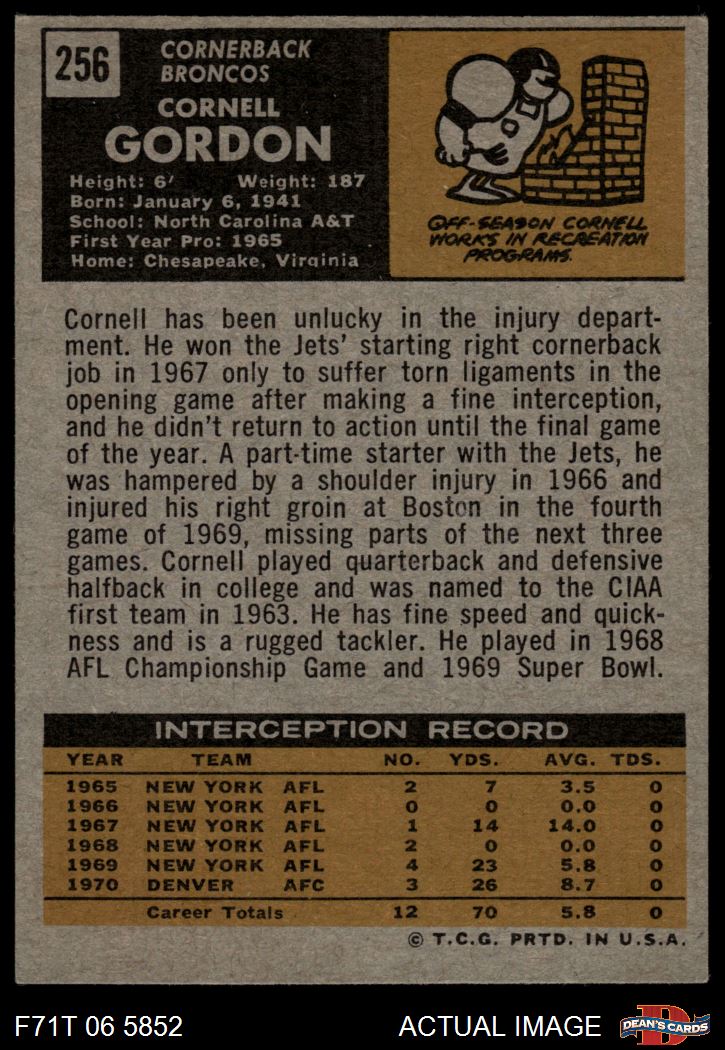 256
CORNERBACK
BRONCOS
CORNELL
GORDON
Height: 6' Weight: 187
Born: January 6, 1941
School: North Carolina A&T
First Year Pro: 1965
Home: Chesapeake, Virginia
OFF-SEASON CORNELL
WORKS IN RECREATION
PROGRAMS.
Cornell has been unlucky in the injury depart-
ment. He won the Jets' starting right cornerback
job in 1967 only to suffer torn ligaments in the
opening game after making a fine interception,
and he didn't return to action until the final game
of the year. A part-time starter with the Jets, he
was hampered by a shoulder injury in 1966 and
injured his right groin at Boston in the fourth
game of 1969, missing parts of the next three
games. Cornell played quarterback and defensive
halfback in college and was named to the CIAA
first team in 1963. He has fine speed and quick-
ness and is a rugged tackler. He played in 1968
AFL Championship Game and 1969 Super Bowl.
INTERCEPTION RECORD
YEAR TEAM NO. YDS. AVG. TDS.
1965 NEW YORK AFL 2 7 3.5 0
1966 NEW YORK AFL 0 0 0.0 0
1967 NEW YORK AFL 1 14 14.0 0
1968 NEW YORK AFL 2 0 0.0 0
1969 NEW YORK AFL 4 23 5.8 0
1970 DENVER AFC 3 26 8.7 0
Career Totals 12 70 5.8 0
© T.C.G. PRTD. IN U.S.A.
F71T 06 5852 ACTUAL IMAGE D DEAN'S CARDS